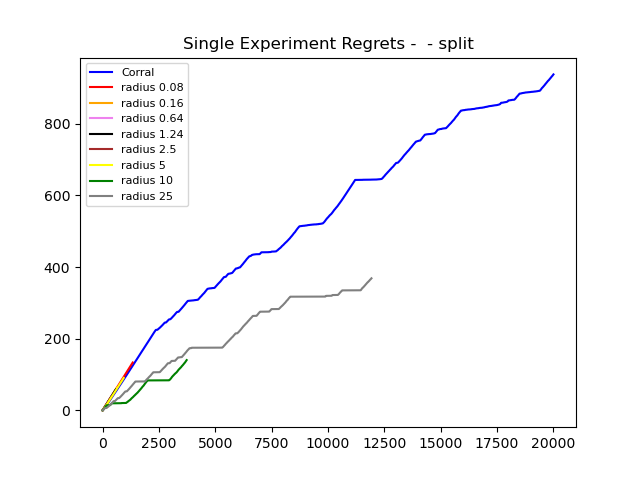 Single Experiment Regrets -  - split
Corral
radius 0.08
radius 0.16
radius 0.64
radius 1.24
radius 2.5
radius 5
radius 10
radius 25
800
600
400
200
0
0 2500 5000 7500 10000 12500 15000 17500 20000